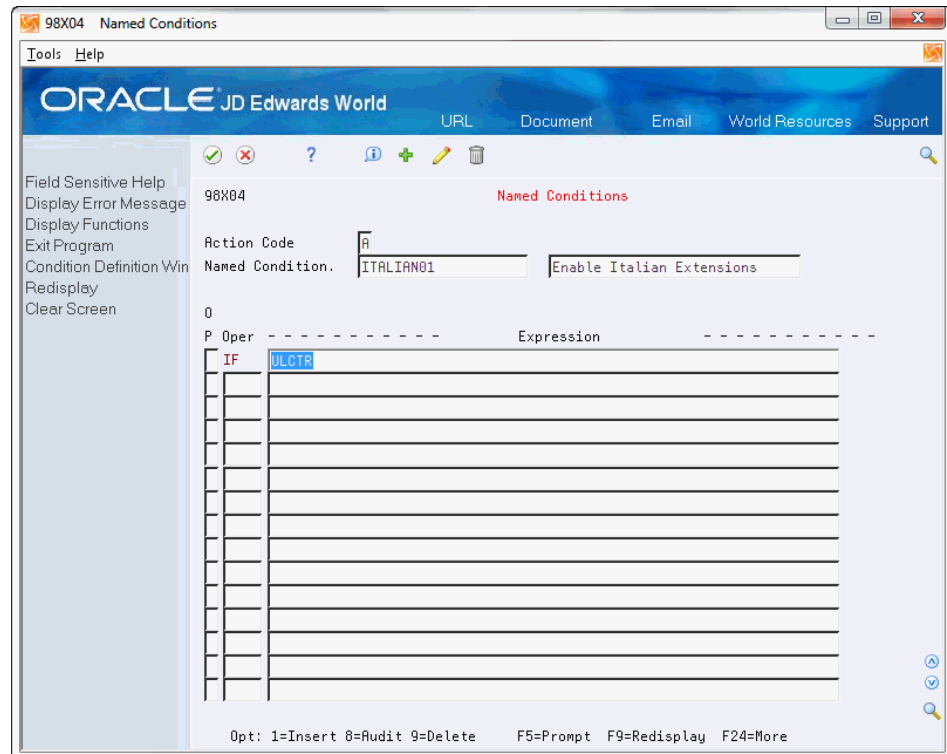 98X04 Named Conditions
Tools Help
ORACLE JD Edwards World
URL Document Email World Resources Support
Field Sensitive Help
Display Error Message
Display Functions
Exit Program
Condition Definition Win
Redisplay
Clear Screen
98X04 Named Conditions
Action Code A
Named Condition. ITALIAN01 Enable Italian Extensions
O
P Oper - - - - - - - - - - - Expression - - - - - - - - - - -
IF ULCTR
Opt: 1=Insert 8=Audit 9=Delete F5=Prompt F9=Redisplay F24=More